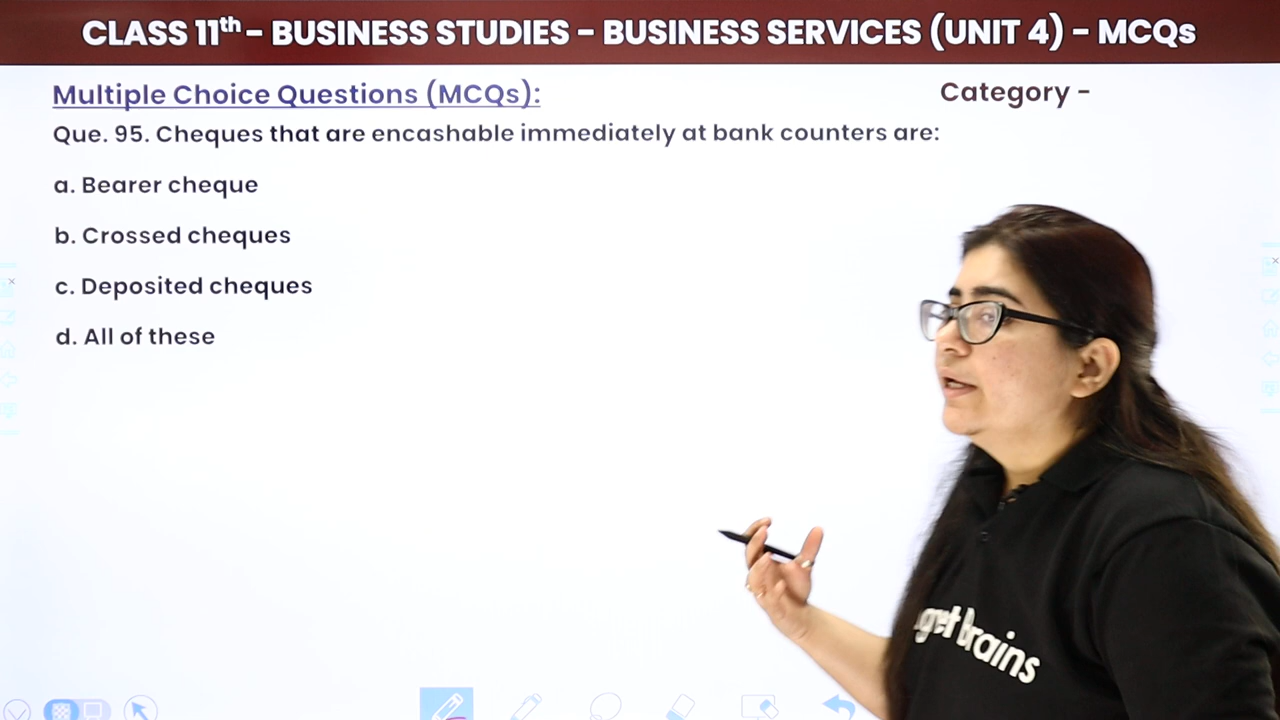 CLASS 11th – BUSINESS STUDIES – BUSINESS SERVICES (UNIT 4) – MCQs
Multiple Choice Questions (MCQs):
Category -
Que. 95. Cheques that are encashable immediately at bank counters are:
a. Bearer cheque
b. Crossed cheques
c. Deposited cheques
d. All of these
Brains